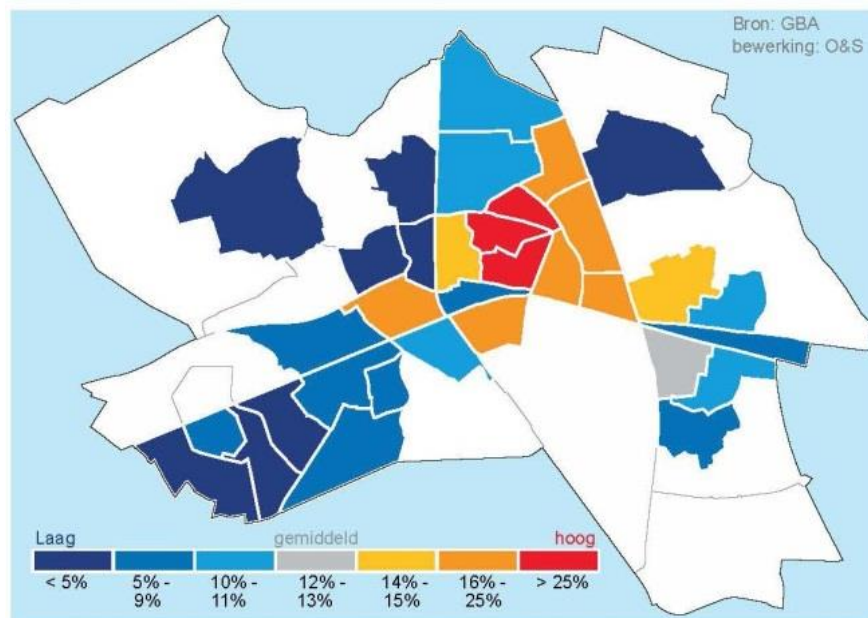 Bron: GBA
bewerking: O&S
Laag gemiddeld hoog
< 5% 5% - 10% - 12% - 14% - 16% - > 25%
9% 11% 13% 15% 25%